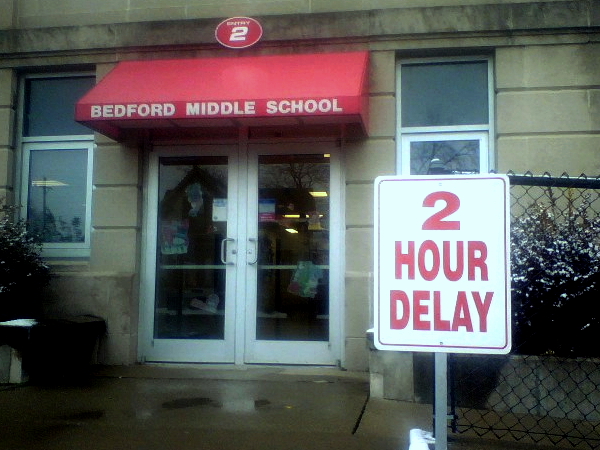 ENTRY
2
BEDFORD MIDDLE SCHOOL
2
HOUR
DELAY